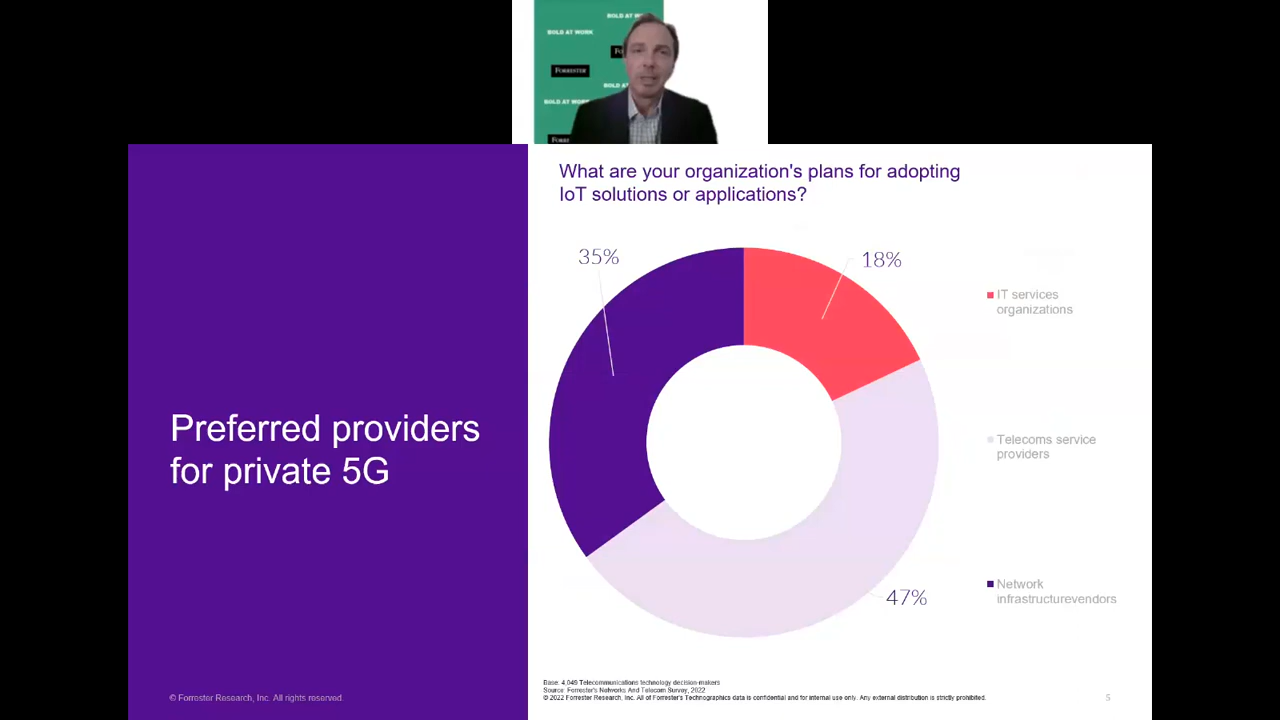 BOLD AT W
BOLD AT WORK
Fo
FORRESTER
BOLD
BOLD AT WO
FORRE
What are your organization's plans for adopting
IoT solutions or applications?
35%
18%
IT services
organizations
Preferred providers
for private 5G
Telecoms service
providers
Network
infrastructurevendors
47%
Base: 4,049 Telecommunications technology decision-makers
Source: Forrester's Networks And Telecom Survey, 2022
© 2022 Forrester Research, Inc. All of Forrester's Technographics data is confidential and for internal use only. Any external distribution is strictly prohibited.
© Forrester Research, Inc. All rights reserved.
5